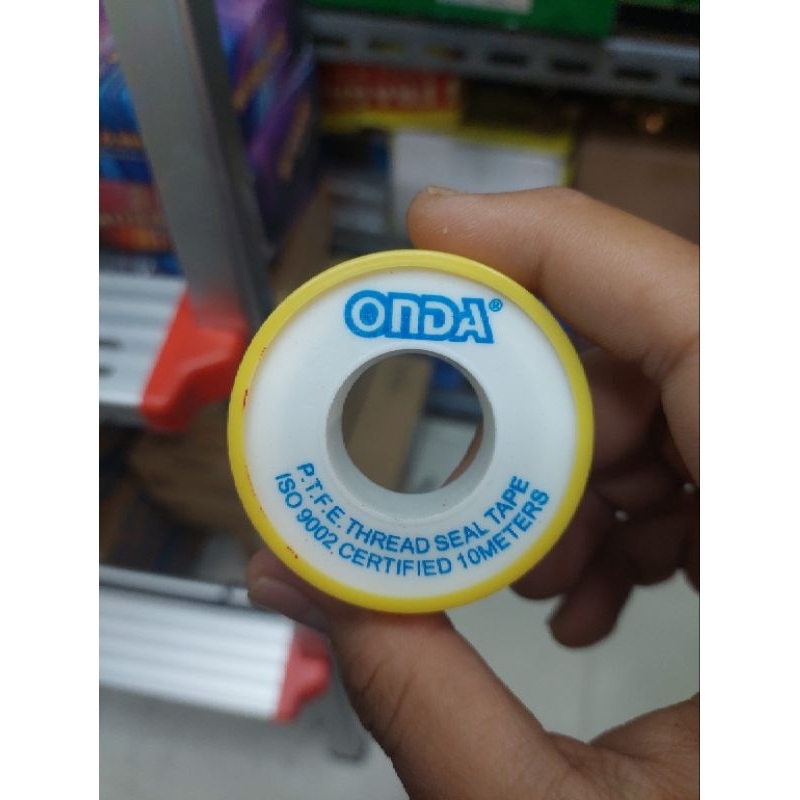 ONDA®
P.T.F.E. THREAD SEAL TAPE
ISO 9002 CERTIFIED 10METERS